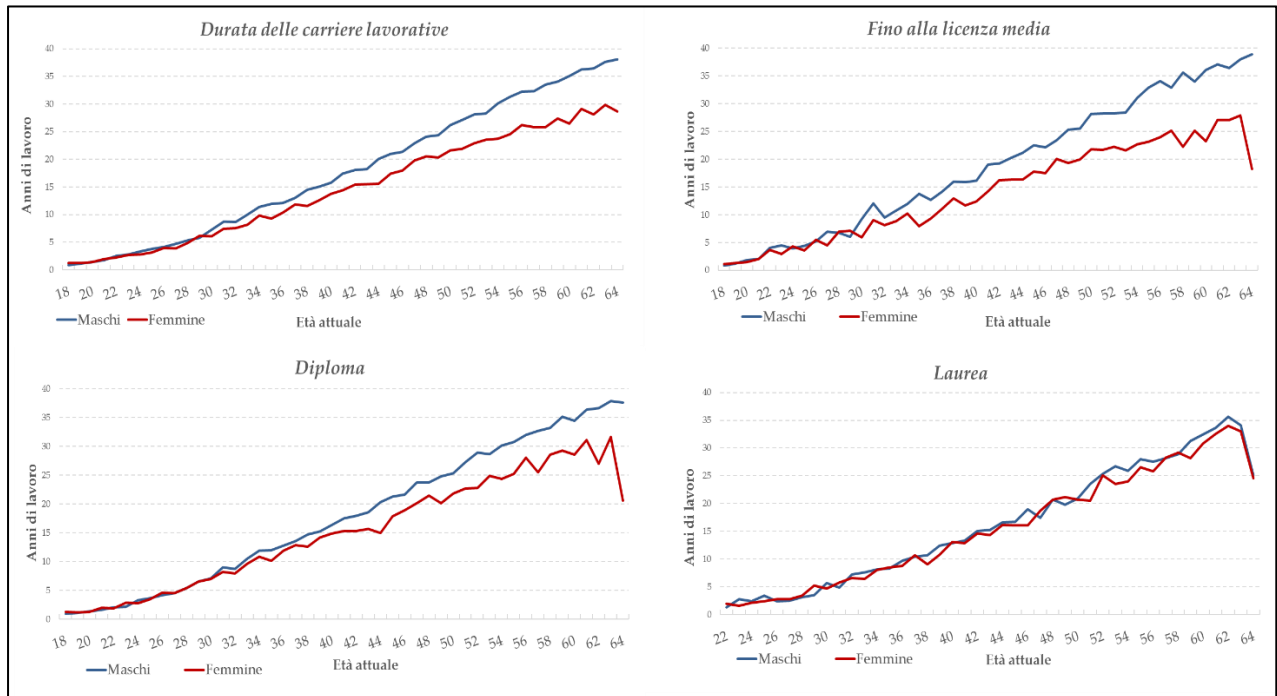 Durata delle carriere lavorative
Anni di lavoro
40
35
30
25
20
15
10
5
0
18 20 22 24 26 28 30 32 34 36 38 40 42 44 46 48 50 52 54 56 58 60 62 64
Maschi Femmine
Età attuale
Fino alla licenza media
Anni di lavoro
40
35
30
25
20
15
10
5
0
18 20 22 24 26 28 30 32 34 36 38 40 42 44 46 48 50 52 54 56 58 60 62 64
Maschi Femmine
Età attuale
Diploma
Anni di lavoro
40
35
30
25
20
15
10
5
0
18 20 22 24 26 28 30 32 34 36 38 40 42 44 46 48 50 52 54 56 58 60 62 64
Maschi Femmine
Età attuale
Laurea
Anni di lavoro
40
35
30
25
20
15
10
5
0
22 24 26 28 30 32 34 36 38 40 42 44 46 48 50 52 54 56 58 60 62 64
Maschi Femmine
Età attuale